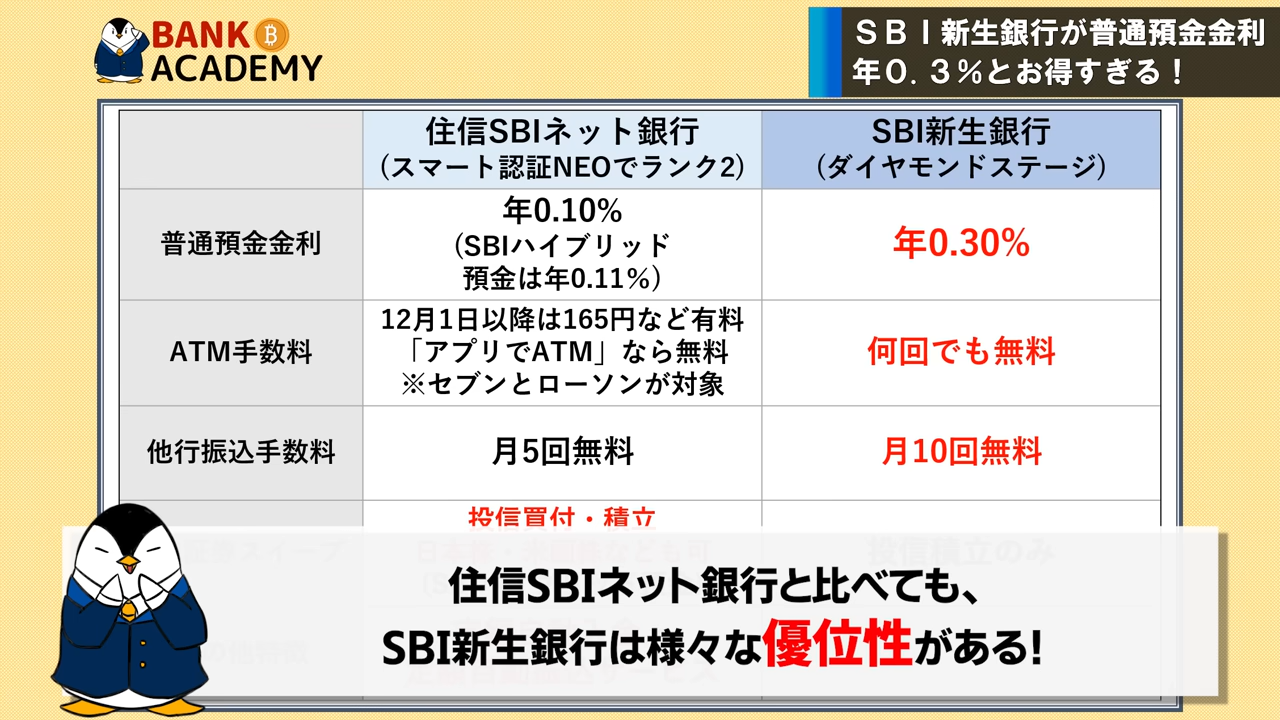 BANK
ACADEMY
SBI新生銀行が普通預金金利
年0.3%とお得すぎる!
住信SBIネット銀行
(スマート認証NEOでランク2)
SBI新生銀行
(ダイヤモンドステージ)
普通預金金利
年0.10%
(SBIハイブリッド
預金は年0.11%)
年0.30%
ATM手数料
12月1日以降は165円など有料
「アプリでATM」なら無料
※セブンとローソンが対象
何回でも無料
他行振込手数料
月5回無料
月10回無料
投信買付・積立
投信積立のみ
住信SBIネット銀行と比べても、
SBI新生銀行は様々な優位性がある!